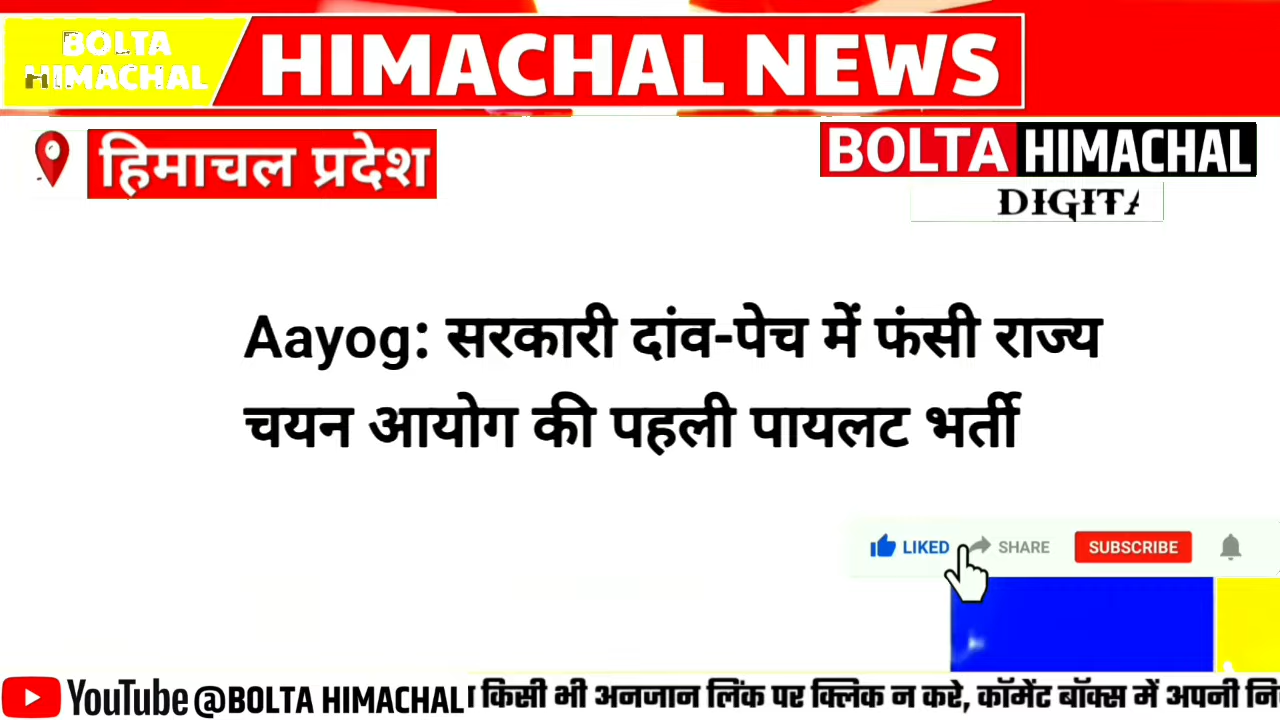 BOLTA
HIMACHAL
HIMACHAL NEWS
हिमाचल प्रदेश
BOLTA HIMACHAL
Aayog: सरकारी दांव-पेच में फंसी राज्य
चयन आयोग की पहली पायलट भर्ती
LIKED SHARE SUBSCRIBE
YouTube @BOLTA HIMACHAL किसी भी अनजान लिंक पर क्लिक न करे, कॉमेंट बॉक्स में अपनी